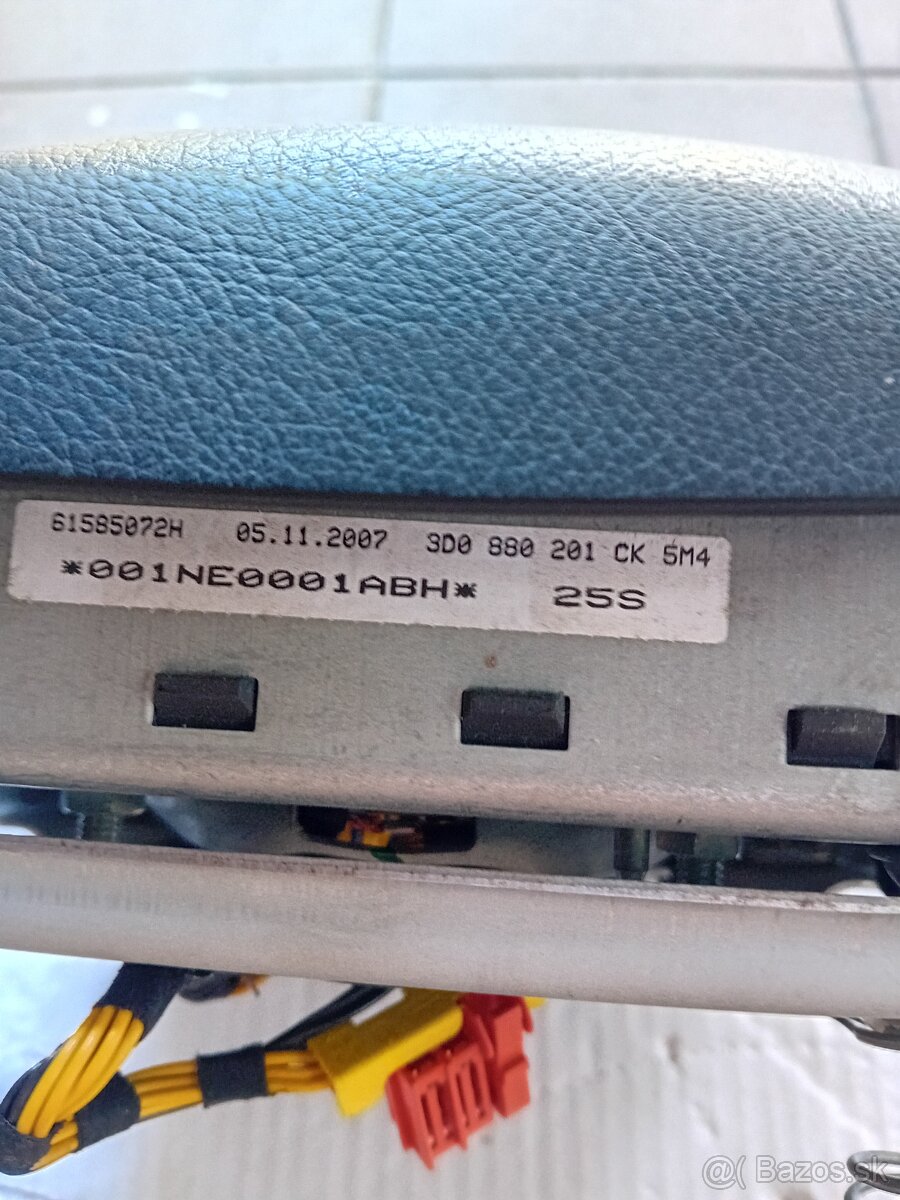 61585072H 05.11.2007 3D0 880 201 CK 5M4
*001NE0001ABH* 25S
@( Bazos.sk